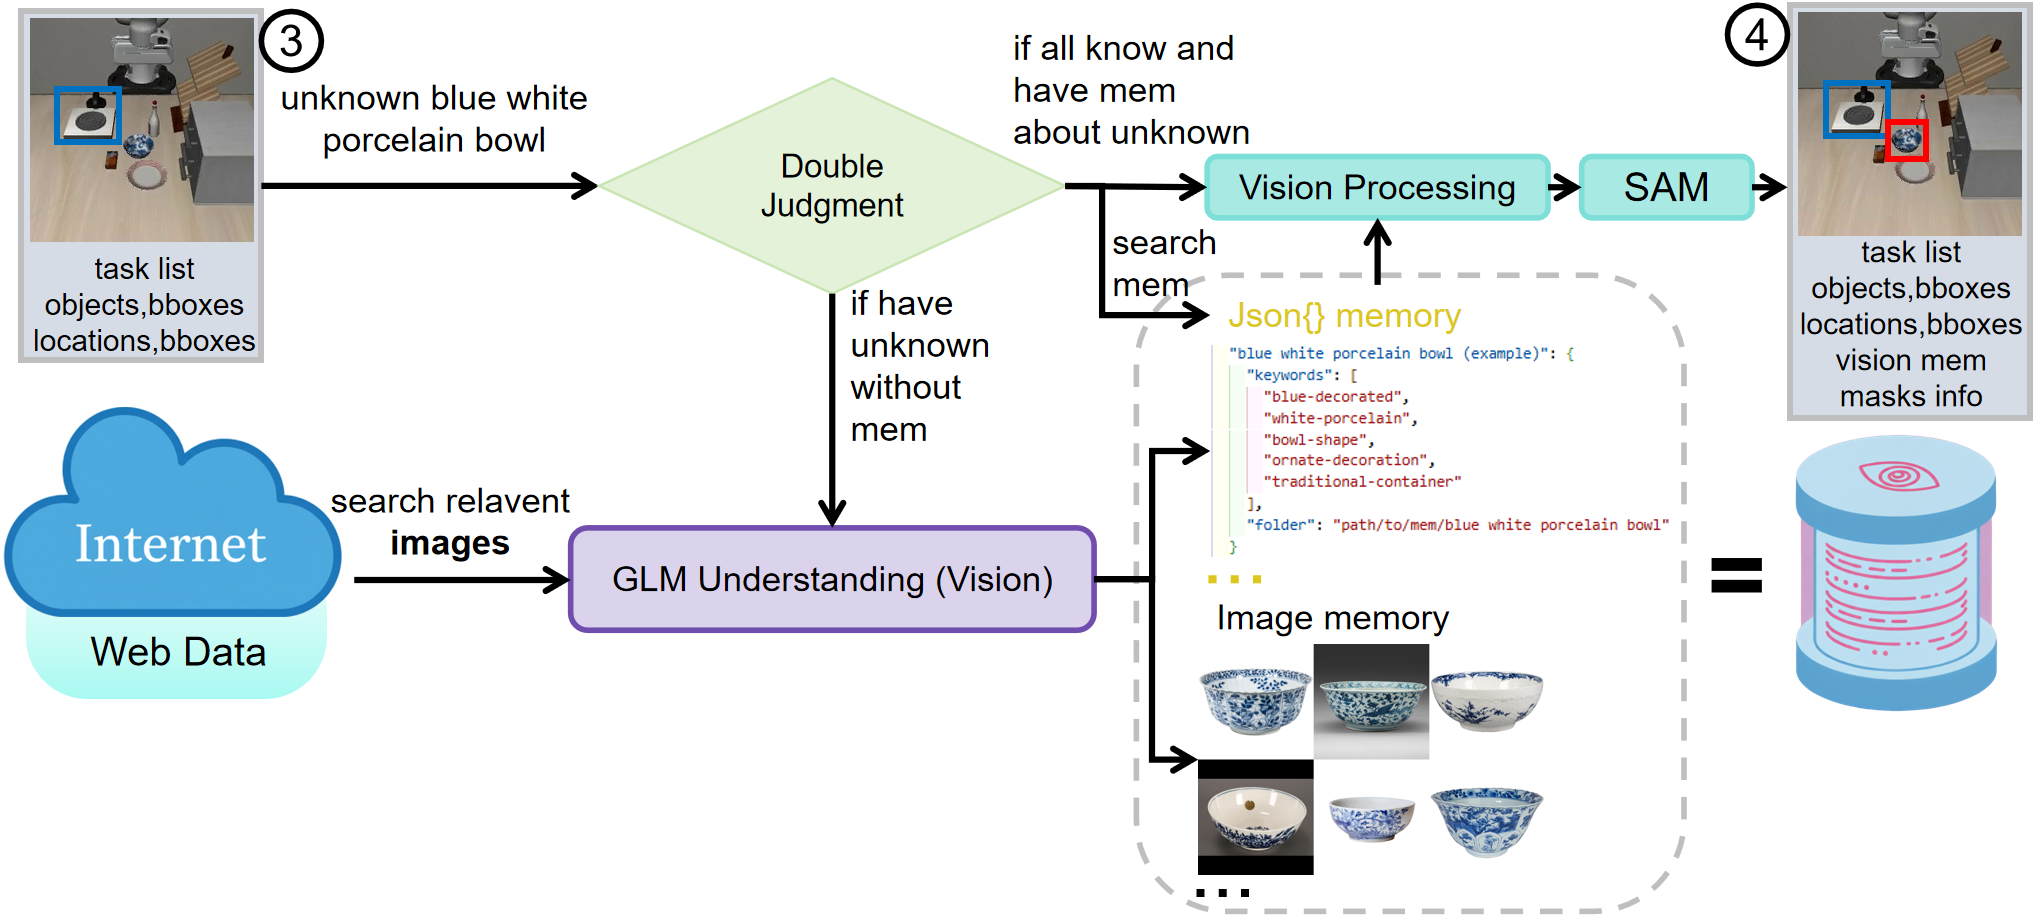 3
unknown blue white
porcelain bowl
task list
objects,bboxes
locations,bboxes
Double
Judgment
if all know and
have mem
about unknown
Vision Processing
SAM
4
task list
objects,bboxes
locations,bboxes
vision mem
masks info
search
mem
if have
unknown
without
mem
Internet
Web Data
search relavent
images
GLM Understanding (Vision)
Json{} memory
"blue white porcelain bowl (example)": {
"keywords": [
"blue-decorated",
"white-porcelain",
"bowl-shape",
"ornate-decoration",
"traditional-container"
],
"folder": "path/to/mem/blue white porcelain bowl"
}
...
Image memory
...
=